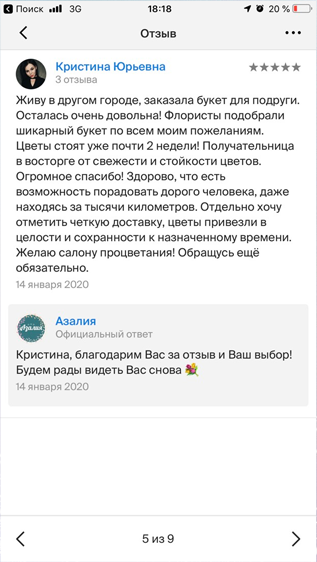 Поиск 3G 18:18 20 %
Отзыв
Кристина Юрьевна
3 отзыва
Живу в другом городе, заказала букет для подруги.
Осталась очень довольна! Флористы подобрали
шикарный букет по всем моим пожеланиям.
Цветы стоят уже почти 2 недели! Получательница
в восторге от свежести и стойкости цветов.
Огромное спасибо! Здорово, что есть
возможность порадовать дорого человека, даже
находясь за тысячи километров. Отдельно хочу
отметить четкую доставку, цветы привезли в
целости и сохранности к назначенному времени.
Желаю салону процветания! Обращусь ещё
обязательно.
14 января 2020
Азалия
Азалия
Официальный ответ
Кристина, благодарим Вас за отзыв и Ваш выбор!
Будем рады видеть Вас снова 💐
14 января 2020
5 из 9